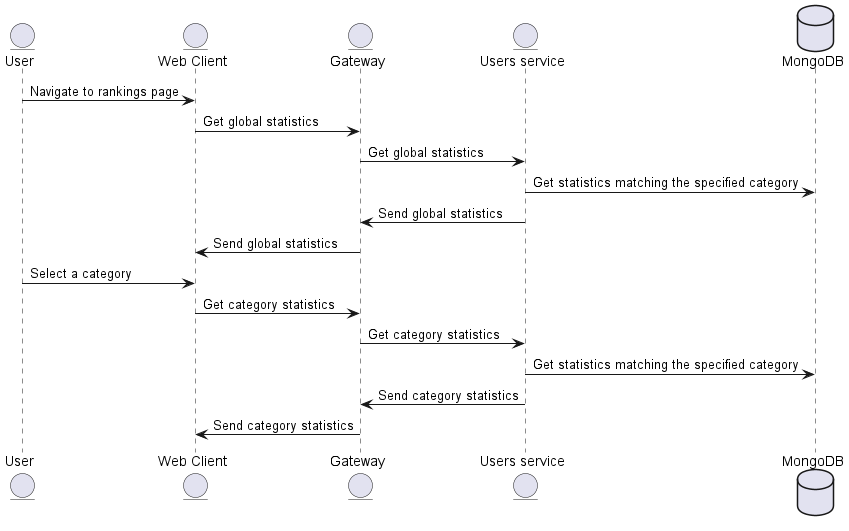 User
Web Client
Gateway
Users service
MongoDB
Navigate to rankings page
Get global statistics
Get global statistics
Get statistics matching the specified category
Send global statistics
Send global statistics
Select a category
Get category statistics
Get category statistics
Get statistics matching the specified category
Send category statistics
Send category statistics
User
Web Client
Gateway
Users service
MongoDB